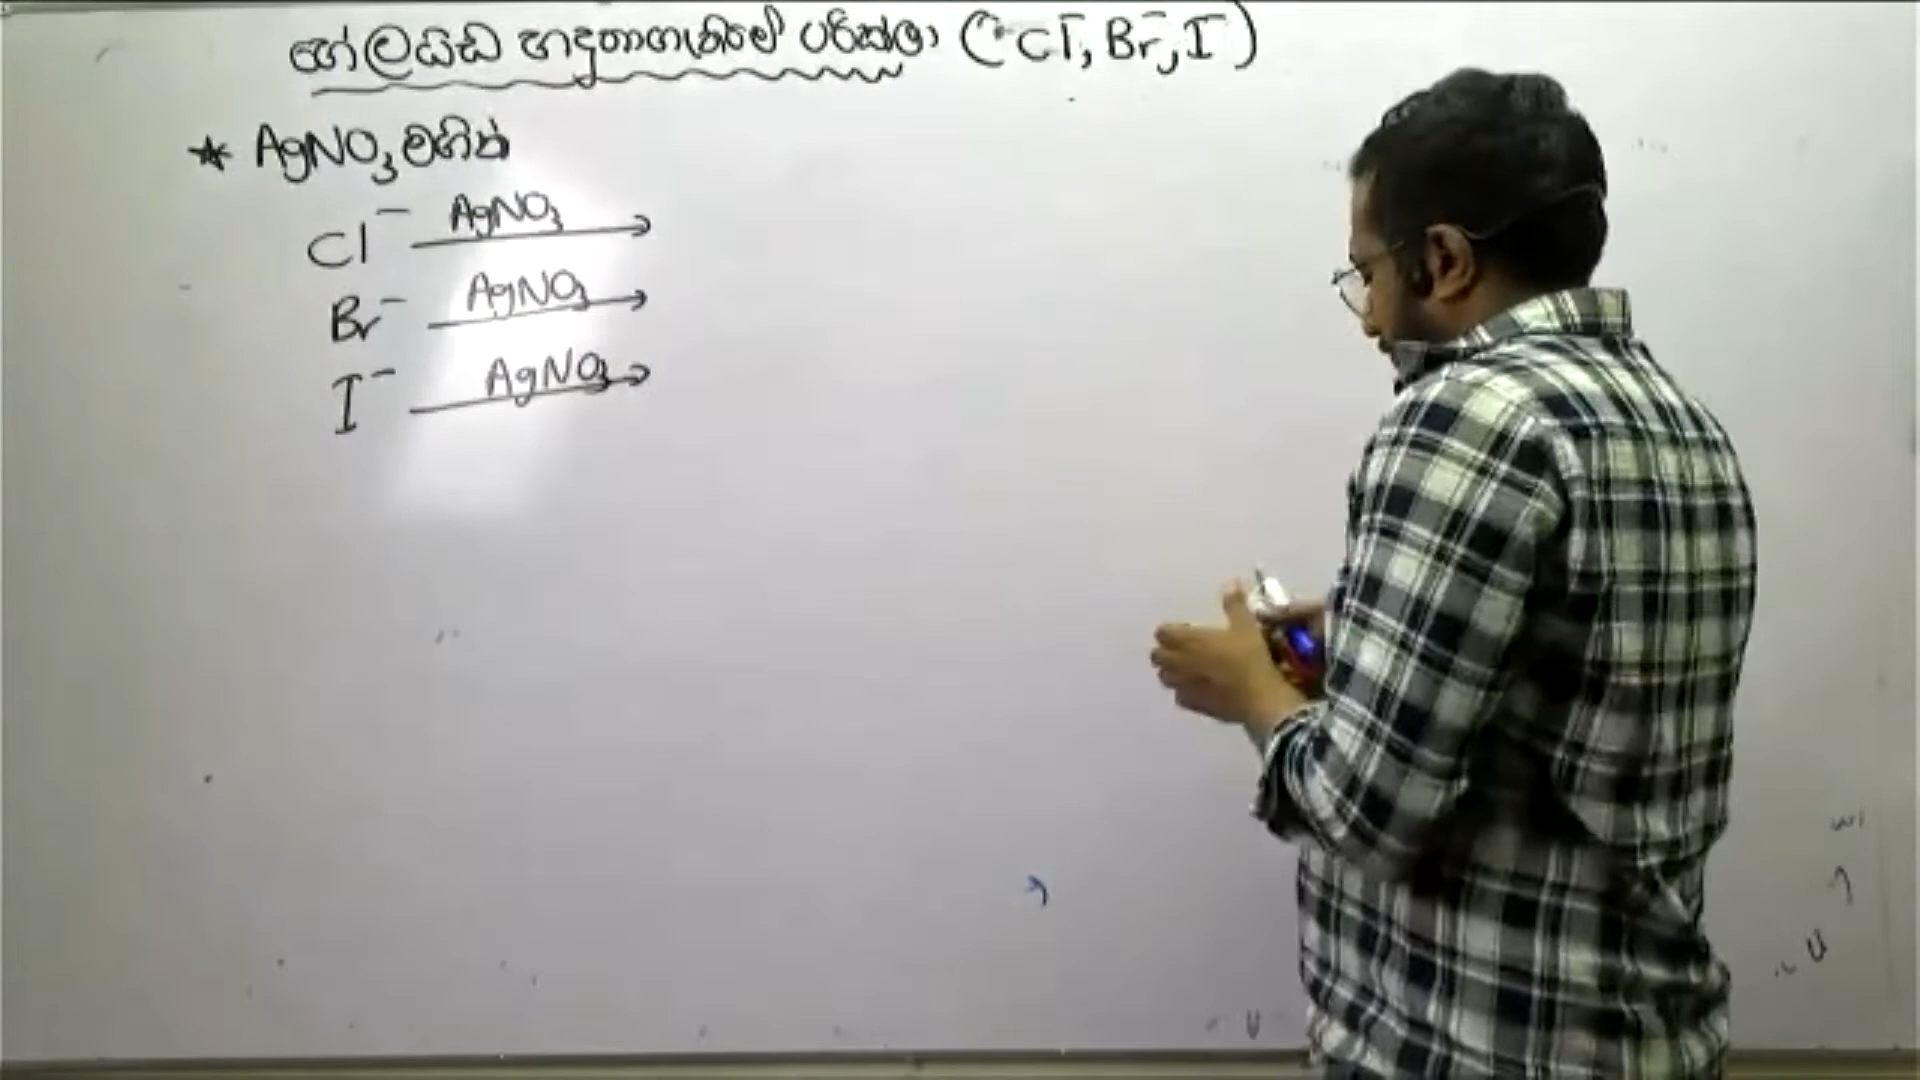 හේලයිඩ හඳුනාගැනීමේ පරීක්ෂා (Cl⁻, Br⁻, I⁻)
★ AgNO₃ මගින්
Cl⁻ AgNO₃ →
Br⁻ AgNO₃ →
I⁻ AgNO₃ →